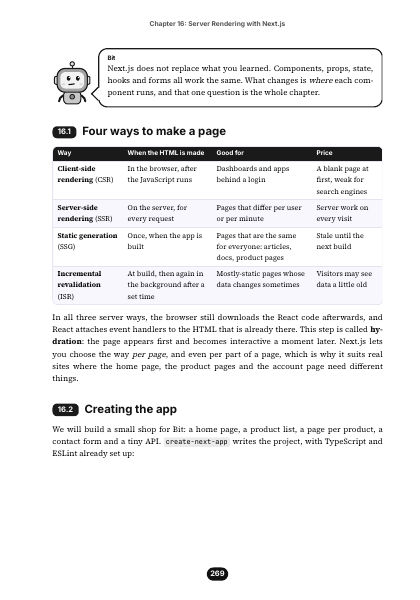 Chapter 16: Server Rendering with Next.js
Bit
Next.js does not replace what you learned. Components, props, state,
hooks and forms all work the same. What changes is where each com-
ponent runs, and that one question is the whole chapter.
16.1 Four ways to make a page
Way When the HTML is made Good for Price
Client-side In the browser, after Dashboards and apps A blank page at
rendering (CSR) the JavaScript runs behind a login first, weak for
search engines
Server-side On the server, for Pages that differ per user Server work on
rendering (SSR) every request or per minute every visit
Static generation Once, when the app is Pages that are the same Stale until the
(SSG) built for everyone: articles, next build
docs, product pages
Incremental At build, then again in Mostly-static pages whose Visitors may see
revalidation the background after a data changes sometimes data a little old
(ISR) set time
In all three server ways, the browser still downloads the React code afterwards, and
React attaches event handlers to the HTML that is already there. This step is called hy-
dration: the page appears first and becomes interactive a moment later. Next.js lets
you choose the way per page, and even per part of a page, which is why it suits real
sites where the home page, the product pages and the account page need different
things.
16.2 Creating the app
We will build a small shop for Bit: a home page, a product list, a page per product, a
contact form and a tiny API. create-next-app writes the project, with TypeScript and
ESLint already set up:
269